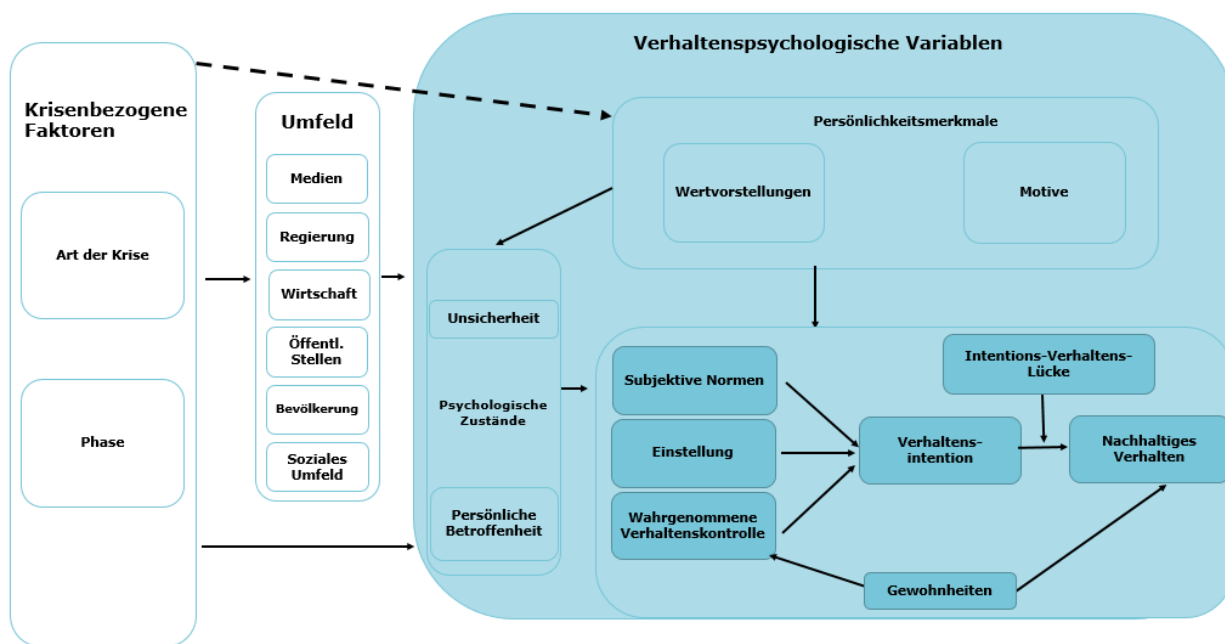 Verhaltenspsychologische Variablen
Krisenbezogene
Faktoren
Art der Krise
Phase
Umfeld
Medien
Regierung
Wirtschaft
Öffentl.
Stellen
Bevölkerung
Soziales
Umfeld
Persönlichkeitsmerkmale
Wertvorstellungen
Motive
Unsicherheit
Psychologische
Zustände
Persönliche
Betroffenheit
Subjektive Normen
Einstellung
Wahrgenommene
Verhaltenskontrolle
Verhaltens-
intention
Intentions-Verhaltens-
Lücke
Nachhaltiges
Verhalten
Gewohnheiten